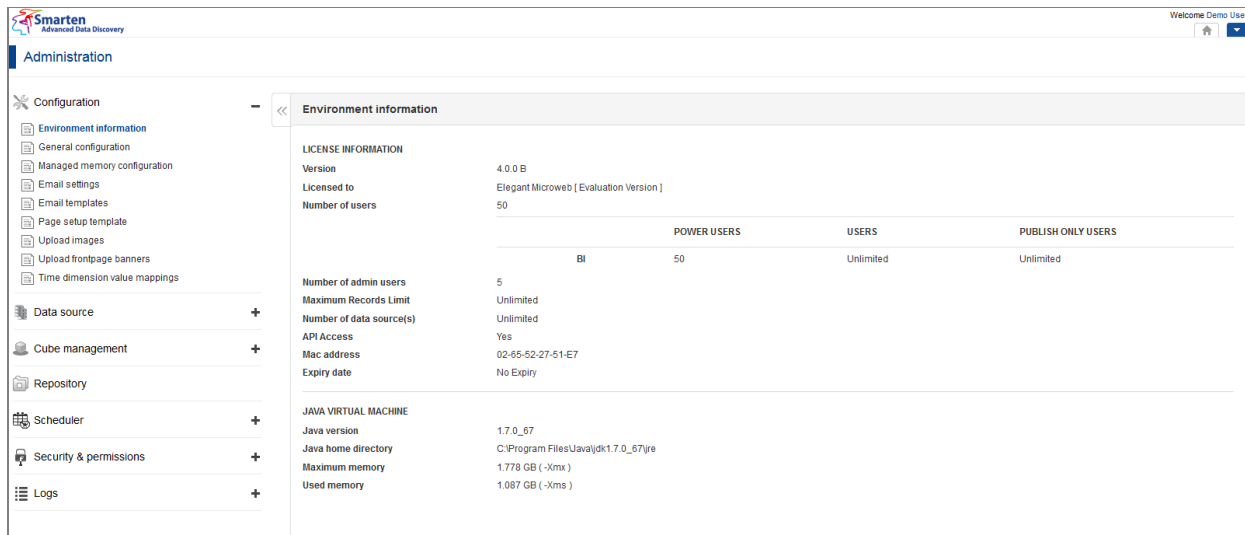 Smarten
Advanced Data Discovery
Welcome Demo Use
Administration
Configuration
Environment information
General configuration
Managed memory configuration
Email settings
Email templates
Page setup template
Upload images
Upload frontpage banners
Time dimension value mappings
Data source
Cube management
Repository
Scheduler
Security & permissions
Logs
Environment information
LICENSE INFORMATION
Version 4.0.0 B
Licensed to Elegant Microweb [ Evaluation Version ]
Number of users 50
POWER USERS USERS PUBLISH ONLY USERS
BI 50 Unlimited Unlimited
Number of admin users 5
Maximum Records Limit Unlimited
Number of data source(s) Unlimited
API Access Yes
Mac address 02-65-52-27-51-E7
Expiry date No Expiry
JAVA VIRTUAL MACHINE
Java version 1.7.0_67
Java home directory C:\Program Files\Java\jdk1.7.0_67\jre
Maximum memory 1.778 GB ( -Xmx )
Used memory 1.087 GB ( -Xms )